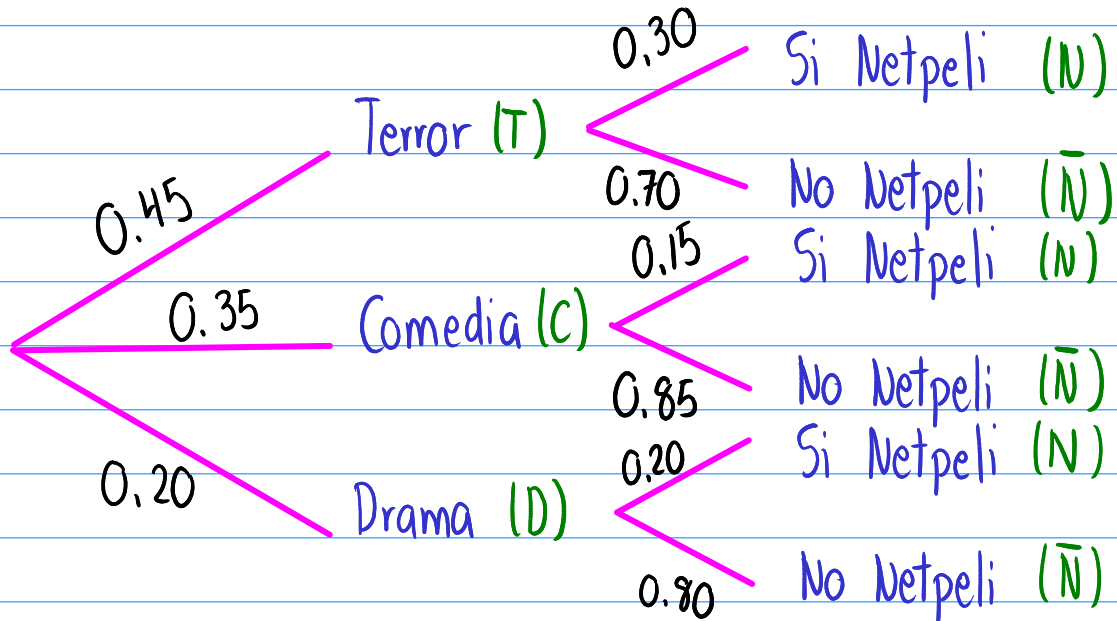 0.30
Si Netpeli (N)
Terror (T)
0.70
No Netpeli (N̄)
0.45
0.15
Si Netpeli (N)
0.35
Comedia (C)
0.85
No Netpeli (N̄)
0.20
Si Netpeli (N)
0.20
Drama (D)
0.80
No Netpeli (N̄)